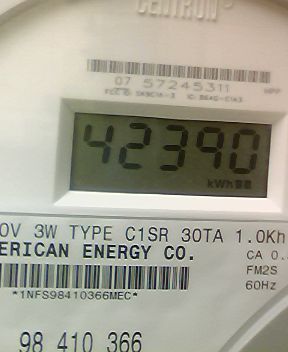 CENTRON®
07 57245311
42390
kWh
0V 3W TYPE C1SR 30TA 1.0Kh
ERICAN ENERGY CO.
CA 0.
FM2S
*1NFS98410366MEC*
60Hz
98 410 366